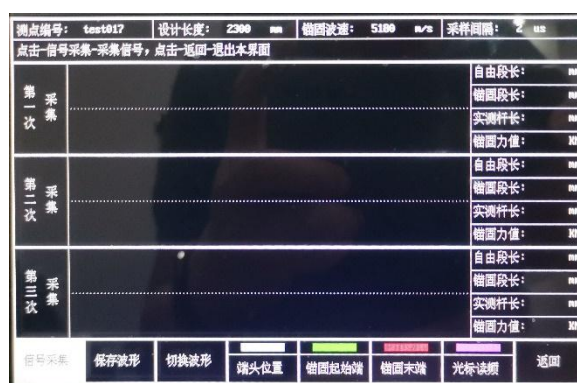 测点编号: test017 设计长度: 2300 mm 锚固波速: 5180 m/s 采样间隔: 2 us
点击-信号采集-采集信号，点击-返回-退出本界面
第一次 采集
自由段长:
锚固段长:
实测杆长:
锚固力值:
第二次 采集
自由段长:
锚固段长:
实测杆长:
锚固力值:
第三次 采集
自由段长:
锚固段长:
实测杆长:
锚固力值:
信号采集 保存波形 切换波形 端头位置 锚固起始端 锚固末端 光标读频 返回